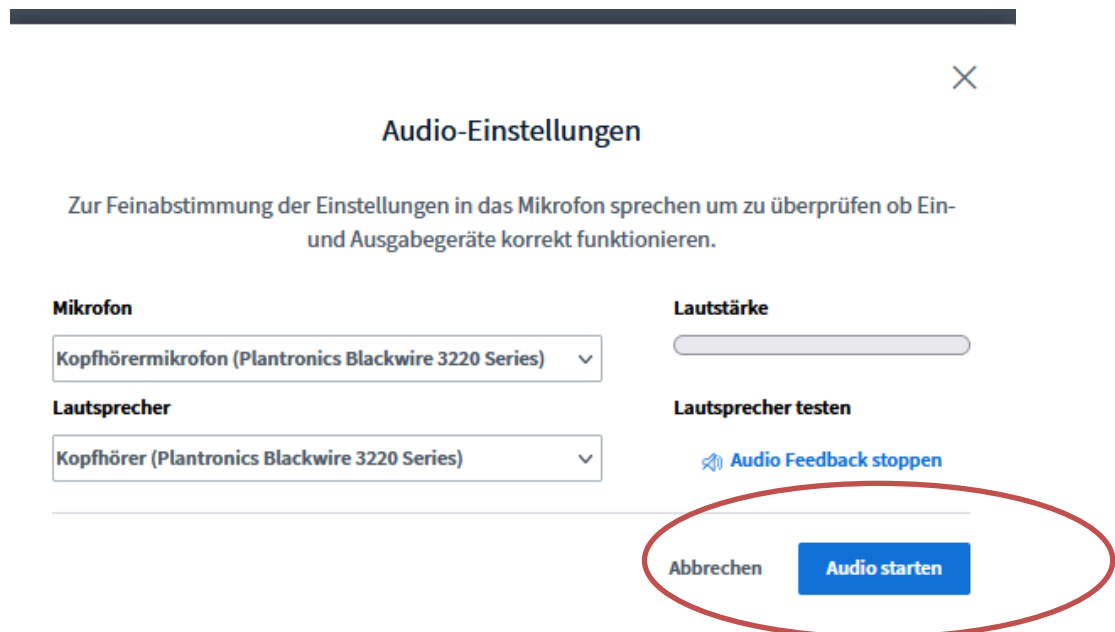 Audio-Einstellungen
Zur Feinabstimmung der Einstellungen in das Mikrofon sprechen um zu überprüfen ob Ein-
und Ausgabegeräte korrekt funktionieren.
Mikrofon
Lautstärke
Kopfhörermikrofon (Plantronics Blackwire 3220 Series)
Lautsprecher
Lautsprecher testen
Kopfhörer (Plantronics Blackwire 3220 Series)
Audio Feedback stoppen
Abbrechen
Audio starten